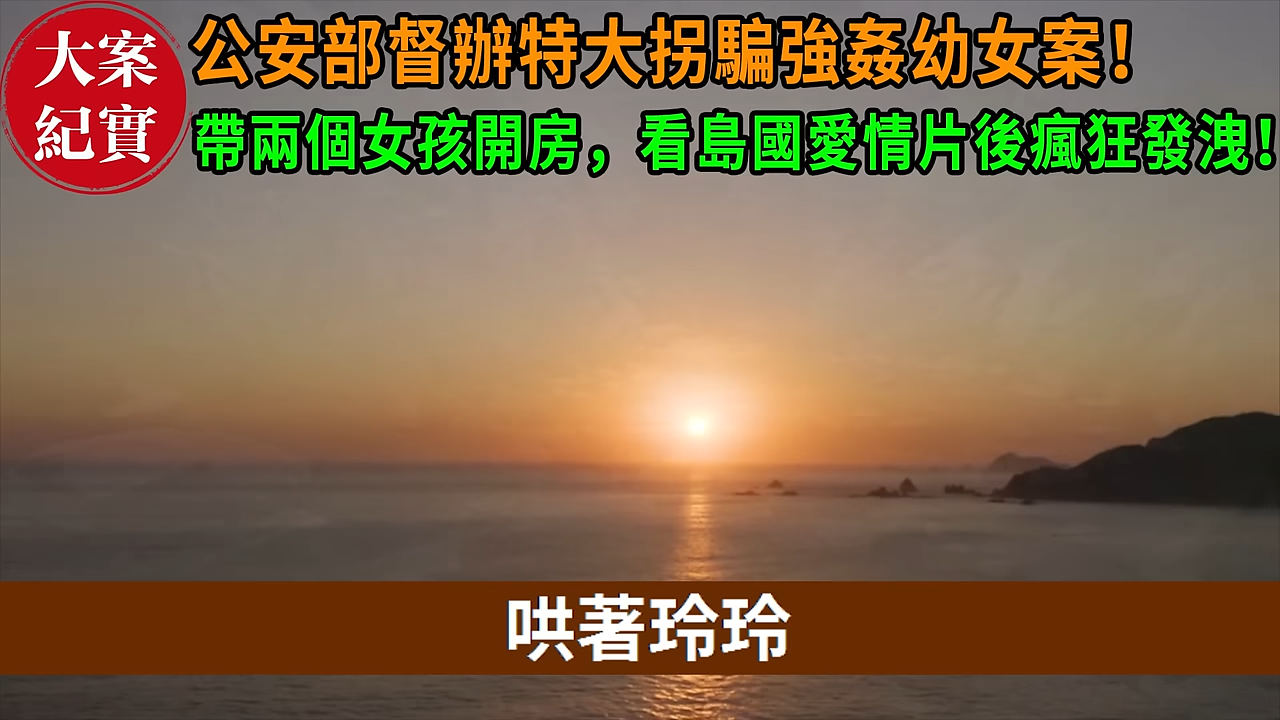 大案
紀實
公安部督辦特大拐騙強姦幼女案！
帶兩個女孩開房，看島國愛情片後瘋狂發洩！
哄著玲玲